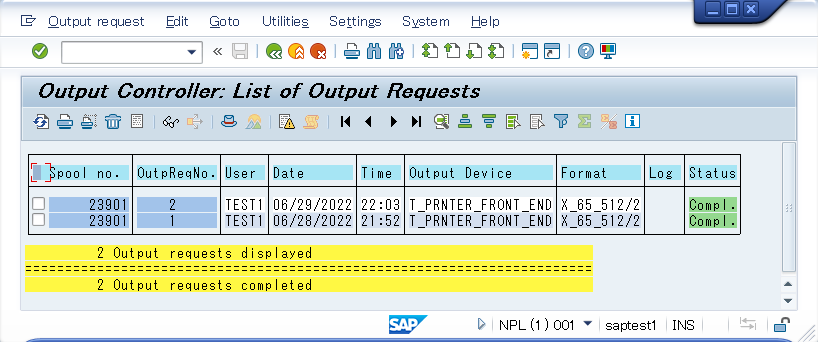 Output request Edit Goto Utilities Settings System Help
«
Output Controller: List of Output Requests
Spool no. OutpReqNo. User Date Time Output Device Format Log Status
23901 2 TEST1 06/29/2022 22:03 T_PRNTER_FRONT_END X_65_512/2 Compl.
23901 1 TEST1 06/28/2022 21:52 T_PRNTER_FRONT_END X_65_512/2 Compl.
2 Output requests displayed
2 Output requests completed
SAP NPL (1) 001 saptest1 INS